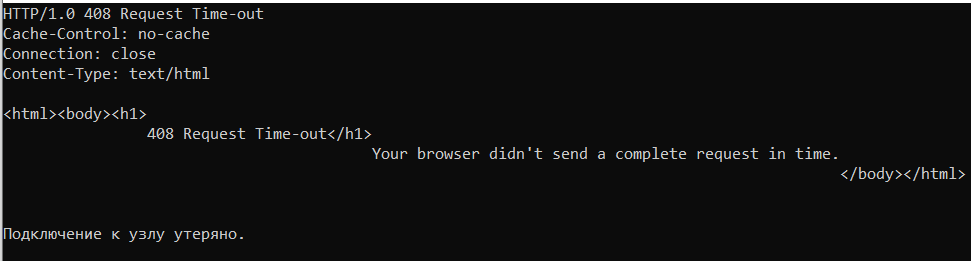 HTTP/1.0 408 Request Time-out
Cache-Control: no-cache
Connection: close
Content-Type: text/html
<html><body><h1>
408 Request Time-out</h1>
Your browser didn't send a complete request in time.
</body></html>
Подключение к узлу утеряно.